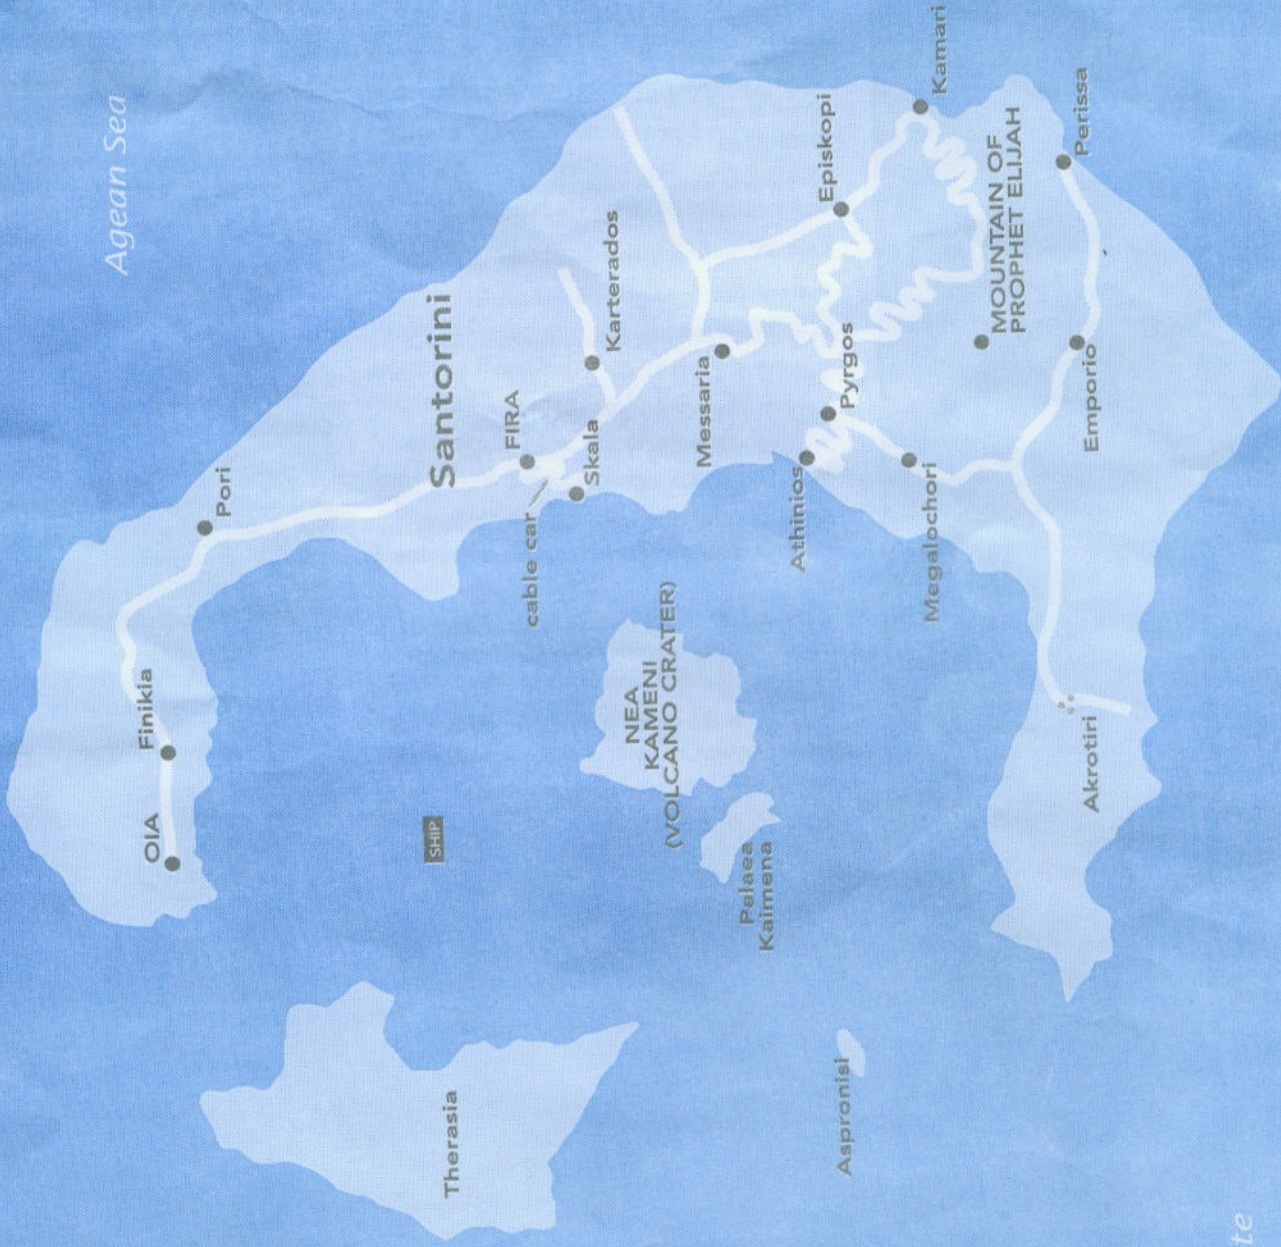 Agean Sea
OIA
Finikia
Pori
Santorini
SHIP
Therasia
FIRA
cable car
Skala
Karterados
NEA
KAMENI
(VOLCANO CRATER)
Messaria
Palaea
Kaimena
Athinios
Episkopi
Pyrgos
Aspronisi
Megalochori
Kamari
MOUNTAIN OF
PROPHET ELIJAH
Perissa
Emporio
Akrotiri
te